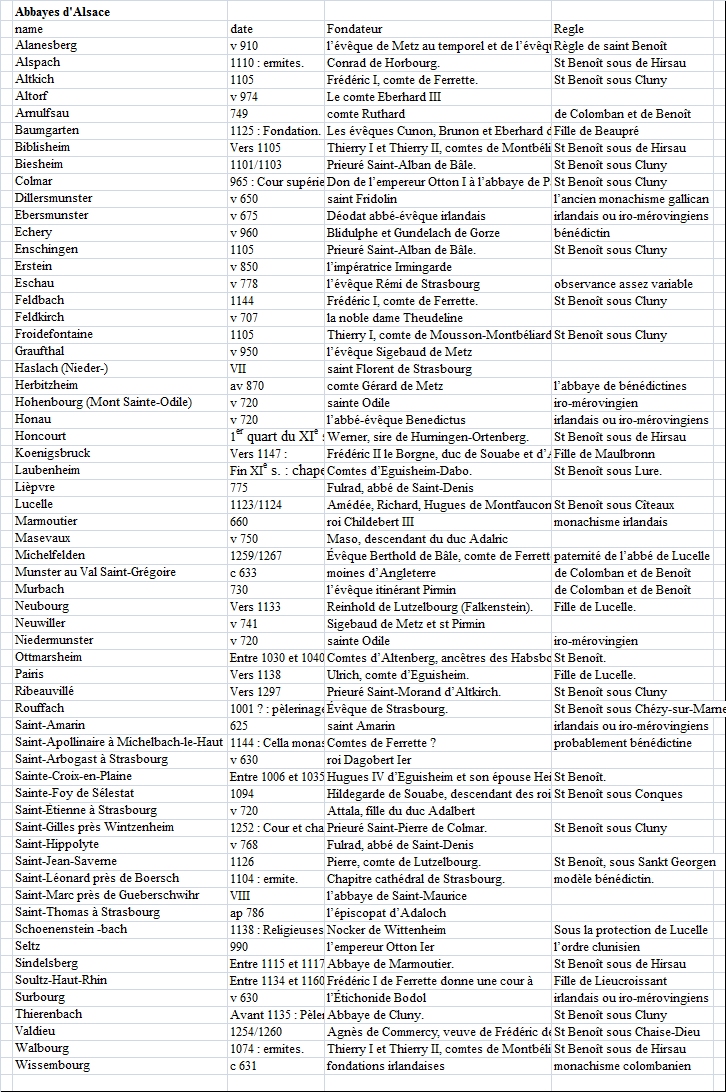 Abbayes d'Alsace
name date Fondateur Regle
Alanesberg v 910 l'évêque de Metz au temporel et de l'évêq Règle de saint Benoît
Alspach 1110 : ermites. Conrad de Horbourg. St Benoît sous de Hirsau
Altkich 1105 Frédéric I, comte de Ferrette. St Benoît sous de Cluny
Altorf v 974 Le comte Eberhard III
Arnulfsau 749 comte Ruthard de Colomban et de Benoît
Baumgarten 1125 : Fondation. Les évêques Cunon, Brunon et Eberhard d Fille de Beaupré
Biblisheim Vers 1105 Thierry I et Thierry II, comtes de Montbéli St Benoît sous de Hirsau
Biesheim 1101/1103 Prieuré Saint-Alban de Bâle. St Benoît sous Cluny
Colmar 965 : Cour supérie Don de l'empereur Otton I à l'abbaye de P St Benoît sous Cluny
Dillersmunster v 650 saint Fridolin l'ancien monachisme gallican
Ebersmunster v 675 Déodat abbé-évêque irlandais irlandais ou iro-mérovingiens
Echery v 960 Blidulphe et Gundelach de Gorze bénédictin
Enschingen 1105 Prieuré Saint-Alban de Bâle. St Benoît sous Cluny
Erstein v 850 l'impératrice Irmingarde
Eschau v 778 l'évêque Rémi de Strasbourg observance assez variable
Feldbach 1144 Frédéric I, comte de Ferrette. St Benoît sous Cluny
Feldkirch v 707 la noble dame Theudeline
Froidefontaine 1105 Thierry I, comte de Mousson-Montbéliard St Benoît sous Cluny
Graufthal v 950 l'évêque Sigebaud de Metz
Haslach (Nieder-) VII saint Florent de Strasbourg
Herbitzheim av 870 comte Gérard de Metz l'abbaye de bénédictines
Hohenbourg (Mont Sainte-Odile) v 720 sainte Odile iro-mérovingien
Honau v 720 l'abbé-évêque Benedictus irlandais ou iro-mérovingiens
Honcourt 1er quart du XIe s Werner, sire de Hurningen-Ortenberg. St Benoît sous de Hirsau
Koenigsbruck Vers 1147 : Frédéric II le Borgne, duc de Souabe et d'A Fille de Maulbronn
Laubenheim Fin XIe s. : chape Comtes d'Eguisheim-Dabo. St Benoît sous Lure.
Lièpvre 775 Fulrad, abbé de Saint-Denis
Lucelle 1123/1124 Amédée, Richard, Hugues de Montfaucon St Benoît sous Cîteaux
Marmoutier 660 roi Childebert III monachisme irlandais
Masevaux v 750 Maso, descendant du duc Adalric
Michelfelden 1259/1267 Évêque Berthold de Bâle, comte de Ferrett paternité de l'abbé de Lucelle
Munster au Val Saint-Grégoire c 633 moines d'Angleterre de Colomban et de Benoît
Murbach 730 l'évêque itinérant Pirmin de Colomban et de Benoît
Neubourg Vers 1133 Reinhold de Lutzelbourg (Falkenstein). Fille de Lucelle.
Neuwiller v 741 Sigebaud de Metz et st Pirmin
Niedermunster v 720 sainte Odile iro-mérovingien
Ottmarsheim Entre 1030 et 1040 Comtes d'Altenberg, ancêtres des Habsbo St Benoît.
Pairis Vers 1138 Ulrich, comte d'Eguisheim. Fille de Lucelle.
Ribeauvillé Vers 1297 Prieuré Saint-Morand d'Altkirch. St Benoît sous Cluny
Rouffach 1001 ? : pèlerinage Évêque de Strasbourg. St Benoît sous Chézy-sur-Marne
Saint-Amarin 625 saint Amarin irlandais ou iro-mérovingiens
Saint-Apollinaire à Michelbach-le-Haut 1144 : Cella monas Comtes de Ferrette ? probablement bénédictine
Saint-Arbogast à Strasbourg v 630 roi Dagobert Ier
Sainte-Croix-en-Plaine Entre 1006 et 1035 Hugues IV d'Eguisheim et son épouse Hei St Benoît.
Sainte-Foy de Sélestat 1094 Hildegarde de Souabe, descendant des roi St Benoît sous Conques
Saint-Etienne à Strasbourg v 720 Attala, fille du duc Adalbert
Saint-Gilles près Wintzenheim 1252 : Cour et cha Prieuré Saint-Pierre de Colmar. St Benoît sous Cluny
Saint-Hippolyte v 768 Fulrad, abbé de Saint-Denis
Saint-Jean-Saverne 1126 Pierre, comte de Lutzelbourg. St Benoît, sous Sankt Georgen
Saint-Léonard près de Boersch 1104 : ermite. Chapitre cathédral de Strasbourg. modèle bénédictin.
Saint-Marc près de Gueberschwihr VIII l'abbaye de Saint-Maurice
Saint-Thomas à Strasbourg ap 786 l'épiscopat d'Adaloch
Schoenenstein -bach 1138 : Religieuses Nocker de Wittenheim Sous la protection de Lucelle
Seltz 990 l'empereur Otton Ier l'ordre clunisien
Sindelsberg Entre 1115 et 1117 Abbaye de Marmoutier. St Benoît sous de Hirsau
Soultz-Haut-Rhin Entre 1134 et 1160 Frédéric I de Ferrette donne une cour à Fille de Lieucroissant
Surbourg v 630 l'Étichonide Bodol irlandais ou iro-mérovingiens
Thierenbach Avant 1135 : Pèler Abbaye de Cluny. St Benoît sous Cluny
Valdieu 1254/1260 Agnès de Commercy, veuve de Frédéric de St Benoît sous Chaise-Dieu
Walbourg 1074 : ermites. Thierry I et Thierry II, comtes de Montbéli St Benoît sous de Hirsau
Wissembourg c 631 fondations irlandaises monachisme colombanien